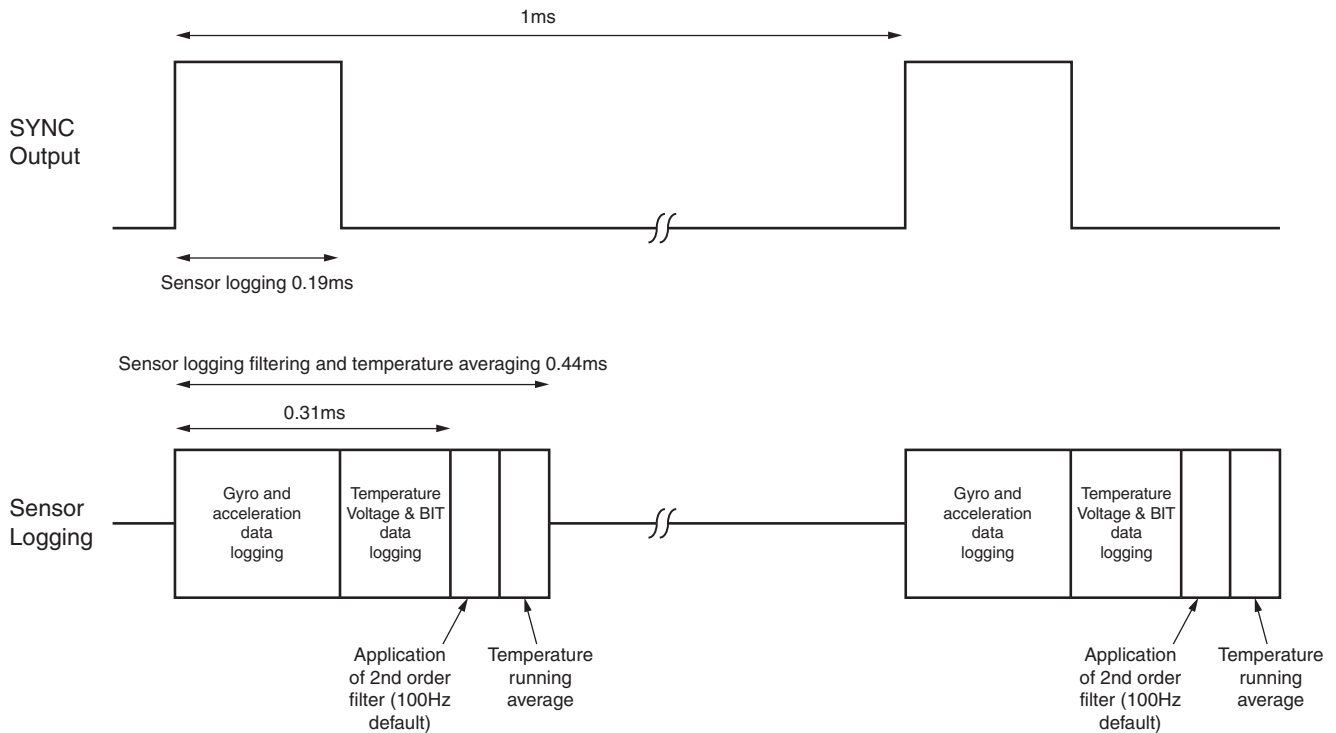 1ms
SYNC
Output
Sensor logging 0.19ms
Sensor logging filtering and temperature averaging 0.44ms
0.31ms
Sensor
Logging
Gyro and
acceleration
data
logging
Temperature
Voltage & BIT
data
logging
Gyro and
acceleration
data
logging
Temperature
Voltage & BIT
data
logging
Application
of 2nd order
filter (100Hz
default)
Temperature
running
average
Application
of 2nd order
filter (100Hz
default)
Temperature
running
average